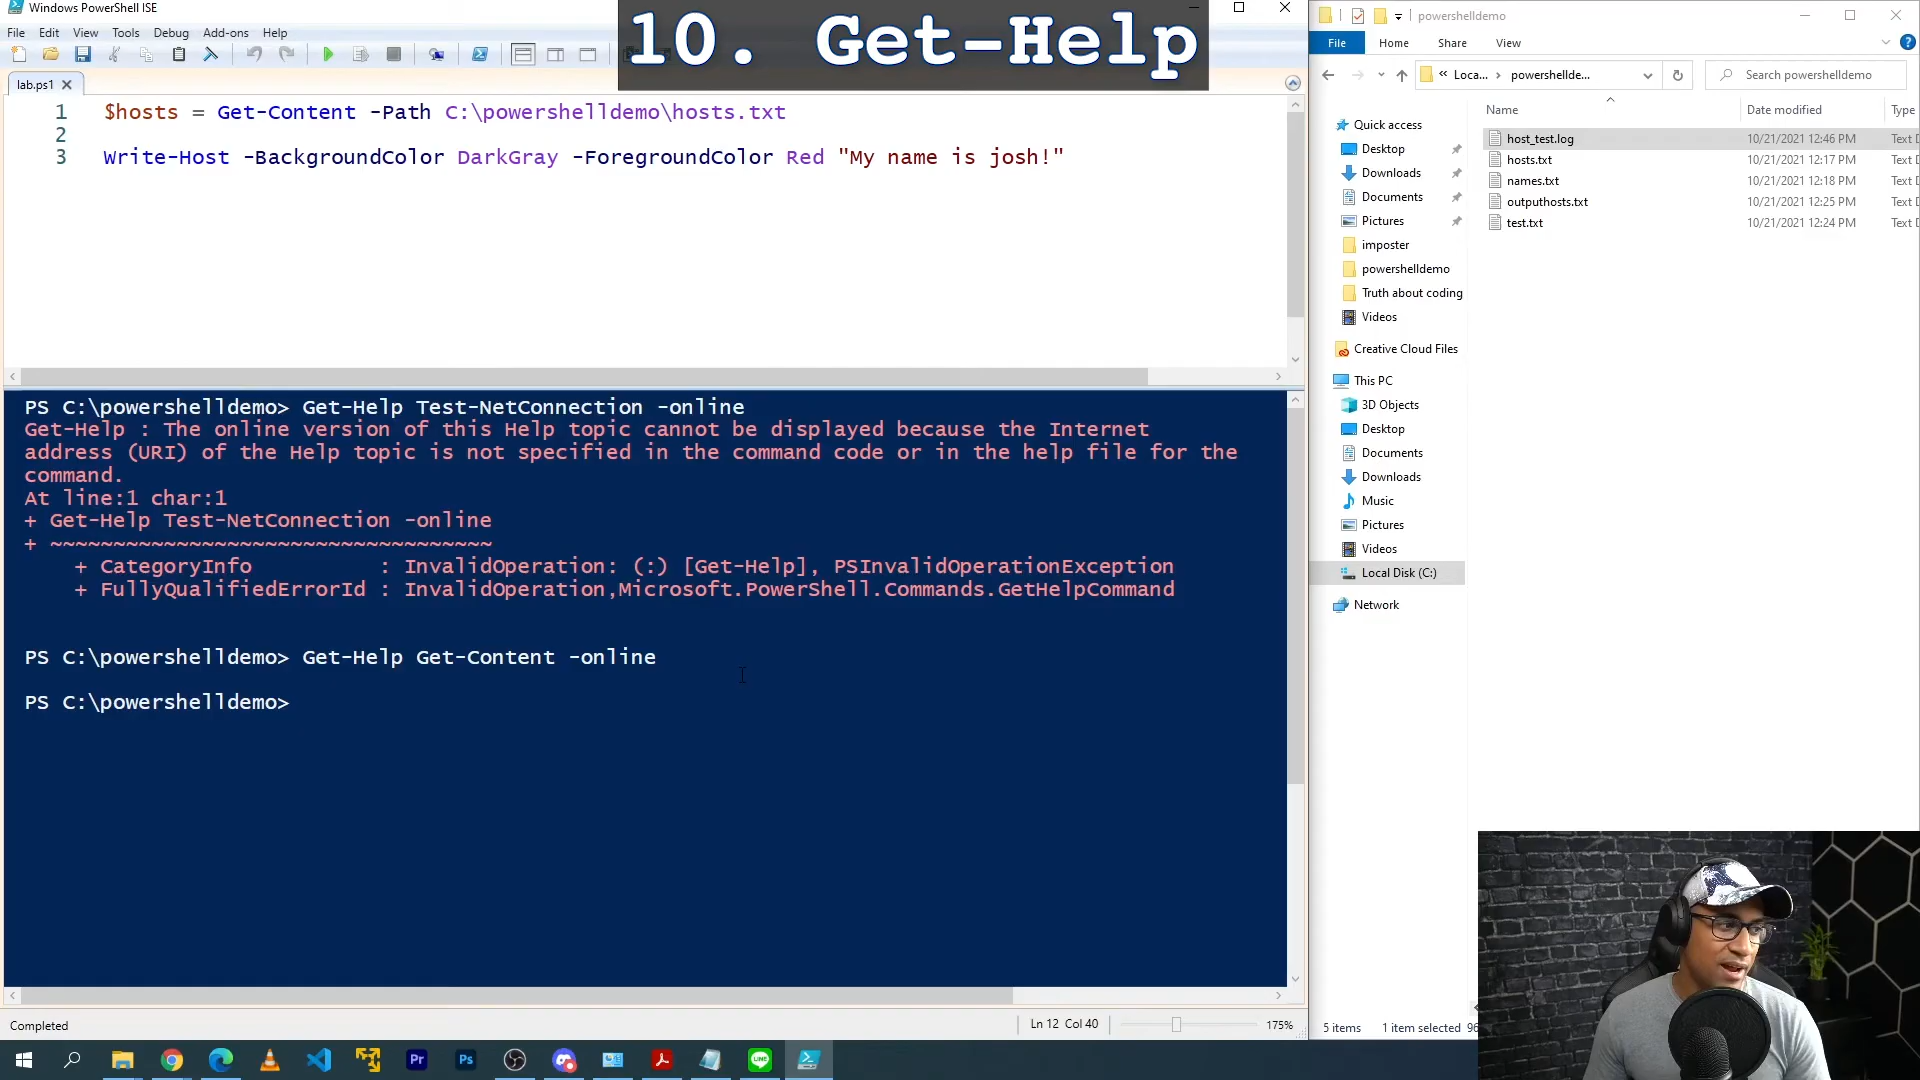 Windows PowerShell ISE
10. Get-Help
File Edit View Tools Debug Add-ons Help
lab.ps1
1 $hosts = Get-Content -Path C:\powershelldemo\hosts.txt
2
3 Write-Host -BackgroundColor DarkGray -ForegroundColor Red "My name is josh!"
PS C:\powershelldemo> Get-Help Test-NetConnection -online
Get-Help : The online version of this Help topic cannot be displayed because the Internet
address (URI) of the Help topic is not specified in the command code or in the help file for the
command.
At line:1 char:1
+ Get-Help Test-NetConnection -online
+ ~~~~~~~~~~~~~~~~~~~~~~~~~~~~~~~~~~~
+ CategoryInfo : InvalidOperation: (:) [Get-Help], PSInvalidOperationException
+ FullyQualifiedErrorId : InvalidOperation,Microsoft.PowerShell.Commands.GetHelpCommand
PS C:\powershelldemo> Get-Help Get-Content -online
PS C:\powershelldemo>
Completed
Ln 12 Col 40
175%
powershelldemo
File Home Share View
« Loca... › powershellde...
Search powershelldemo
Name Date modified Type
Quick access
Desktop
Downloads
Documents
Pictures
imposter
powershelldemo
Truth about coding
Videos
Creative Cloud Files
This PC
3D Objects
Desktop
Documents
Downloads
Music
Pictures
Videos
Local Disk (C:)
Network
host_test.log 10/21/2021 12:46 PM Text
hosts.txt 10/21/2021 12:17 PM Text
names.txt 10/21/2021 12:18 PM Text
outputhosts.txt 10/21/2021 12:25 PM Text
test.txt 10/21/2021 12:24 PM Text
5 items 1 item selected 96
Pr
Ps
LINE